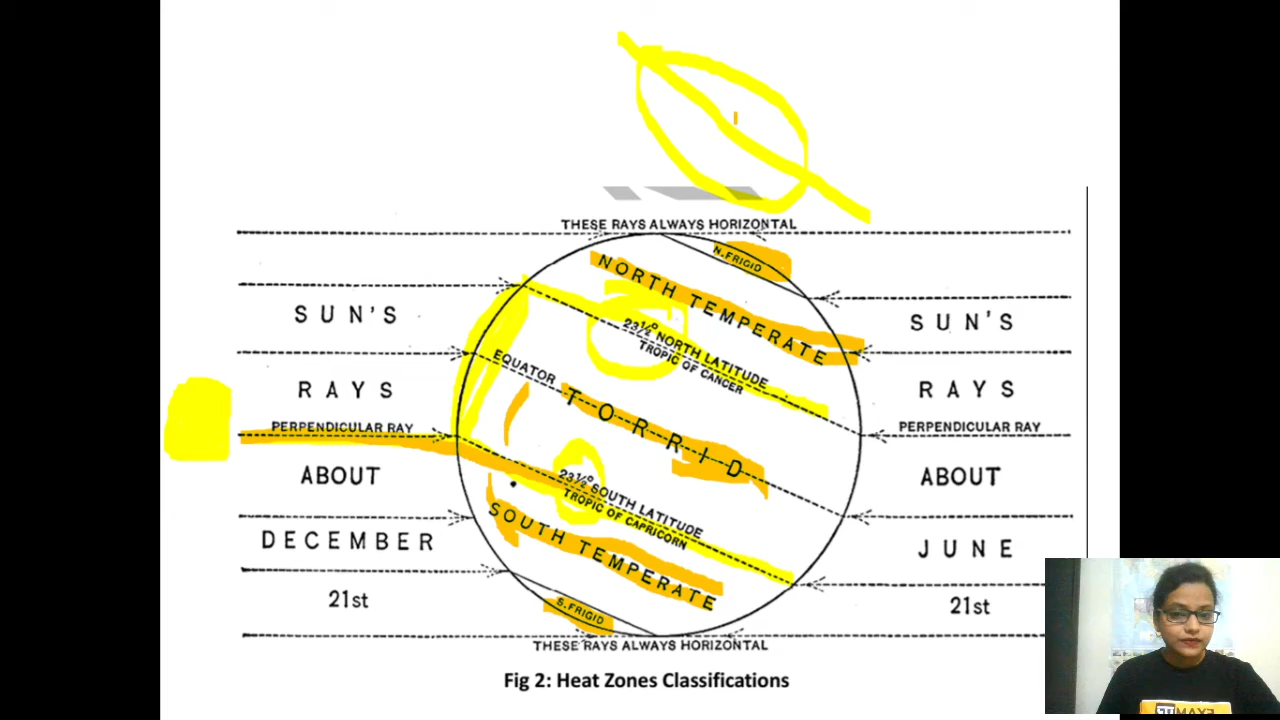 THESE RAYS ALWAYS HORIZONTAL
N. FRIGID
NORTH TEMPERATE
SUN'S
SUN'S
23½° NORTH LATITUDE
TROPIC OF CANCER
EQUATOR
RAYS
RAYS
TORRID
PERPENDICULAR RAY
PERPENDICULAR RAY
ABOUT
ABOUT
23½° SOUTH LATITUDE
TROPIC OF CAPRICORN
SOUTH TEMPERATE
DECEMBER
JUNE
21st
21st
S. FRIGID
THESE RAYS ALWAYS HORIZONTAL
Fig 2: Heat Zones Classifications